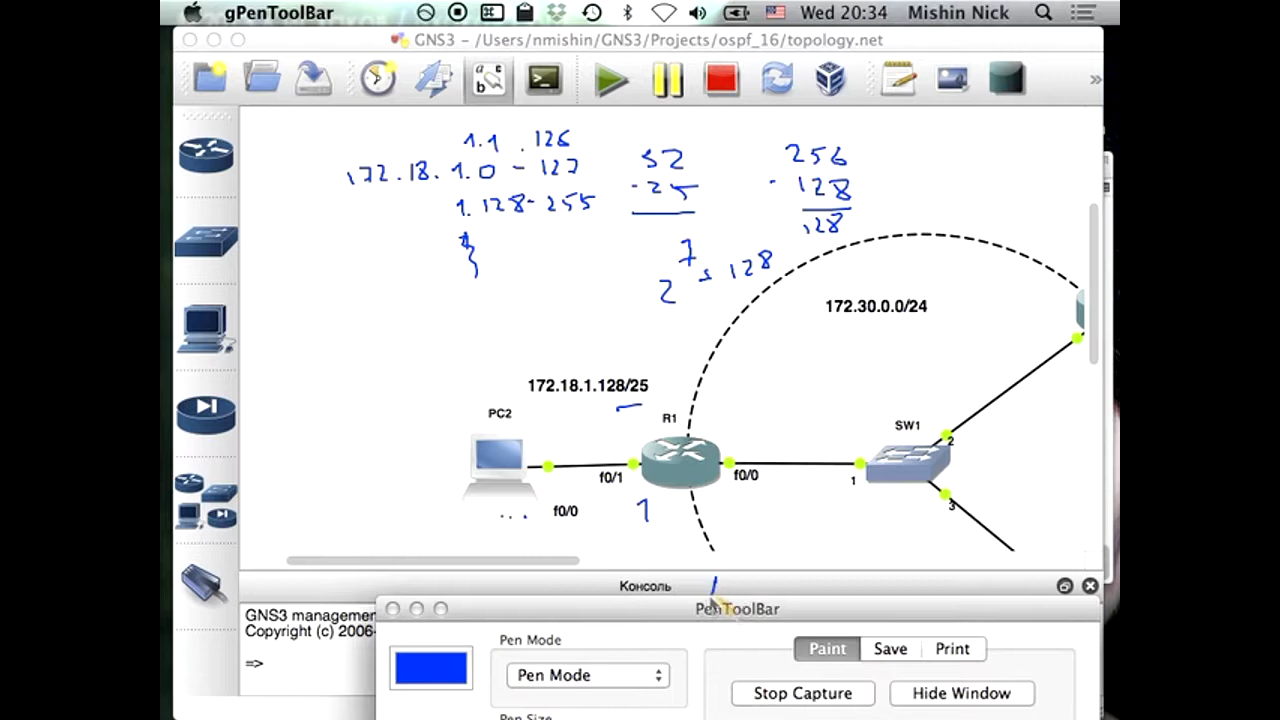 gPenToolBar Wed 20:34 Mishin Nick
GNS3 - /Users/nmishin/GNS3/Projects/ospf_16/topology.net
1.1 . 126
172.18. 1.0 - 127
1.128 - 255
32
- 25
7
2 = 128
256
- 128
128
172.30.0.0/24
172.18.1.128/25
PC2
R1
SW1
2
f0/1
f0/0
1
3
f0/0
1
Консоль
GNS3 managemen
Copyright (c) 2006-
=>
PenToolBar
Pen Mode
Pen Mode
Pen Size
Paint
Save
Print
Stop Capture
Hide Window